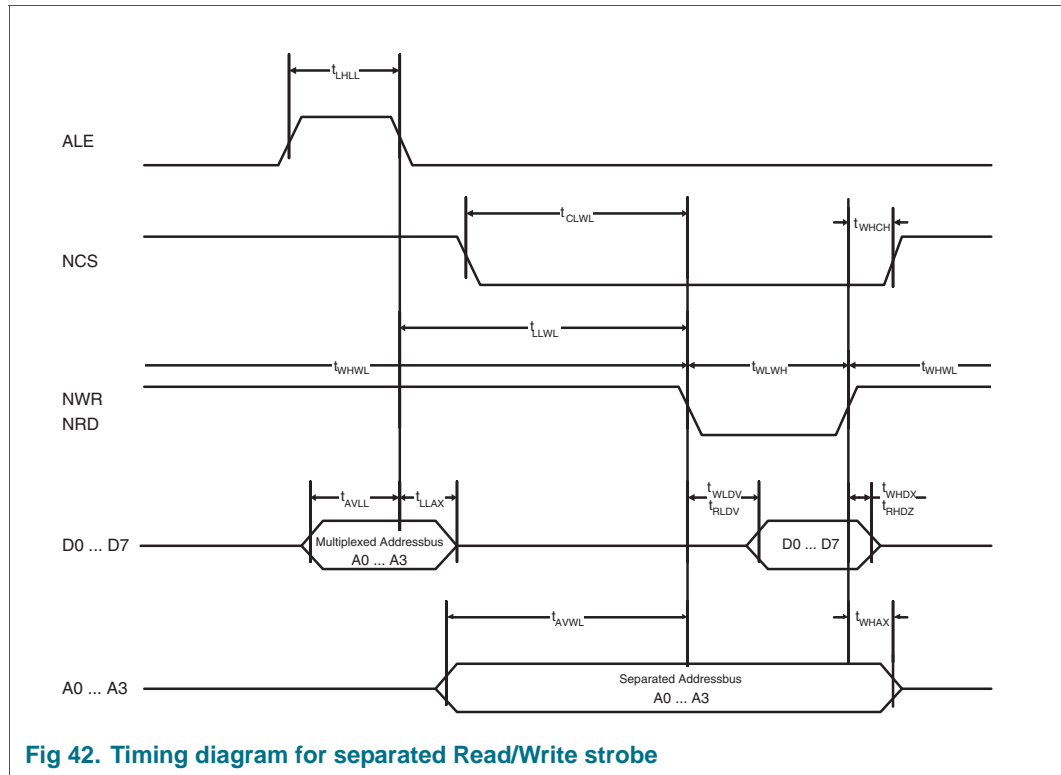 tLHLL
ALE
tCLWL
tWHCH
NCS
tLLWL
tWHWL tWLWH tWHWL
NWR
NRD
tAVLL tLLAX tWLDV tWHDX
tRLDV tRHDZ
D0 ... D7 Multiplexed Addressbus D0 ... D7
A0 ... A3
tAVWL tWHAX
Separated Addressbus
A0 ... A3 A0 ... A3
Fig 42. Timing diagram for separated Read/Write strobe